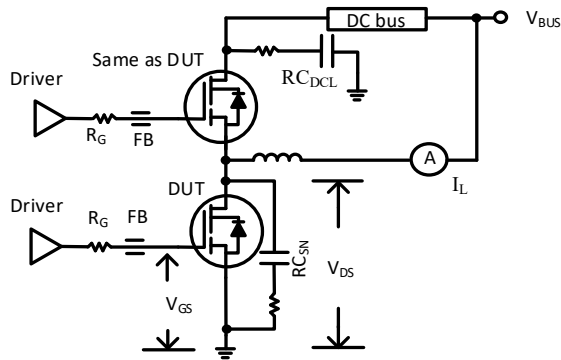 DC bus
V_BUS
Same as DUT
RC_DCL
Driver
R_G
FB
A
I_L
DUT
Driver
R_G
FB
RC_SN
V_DS
V_GS